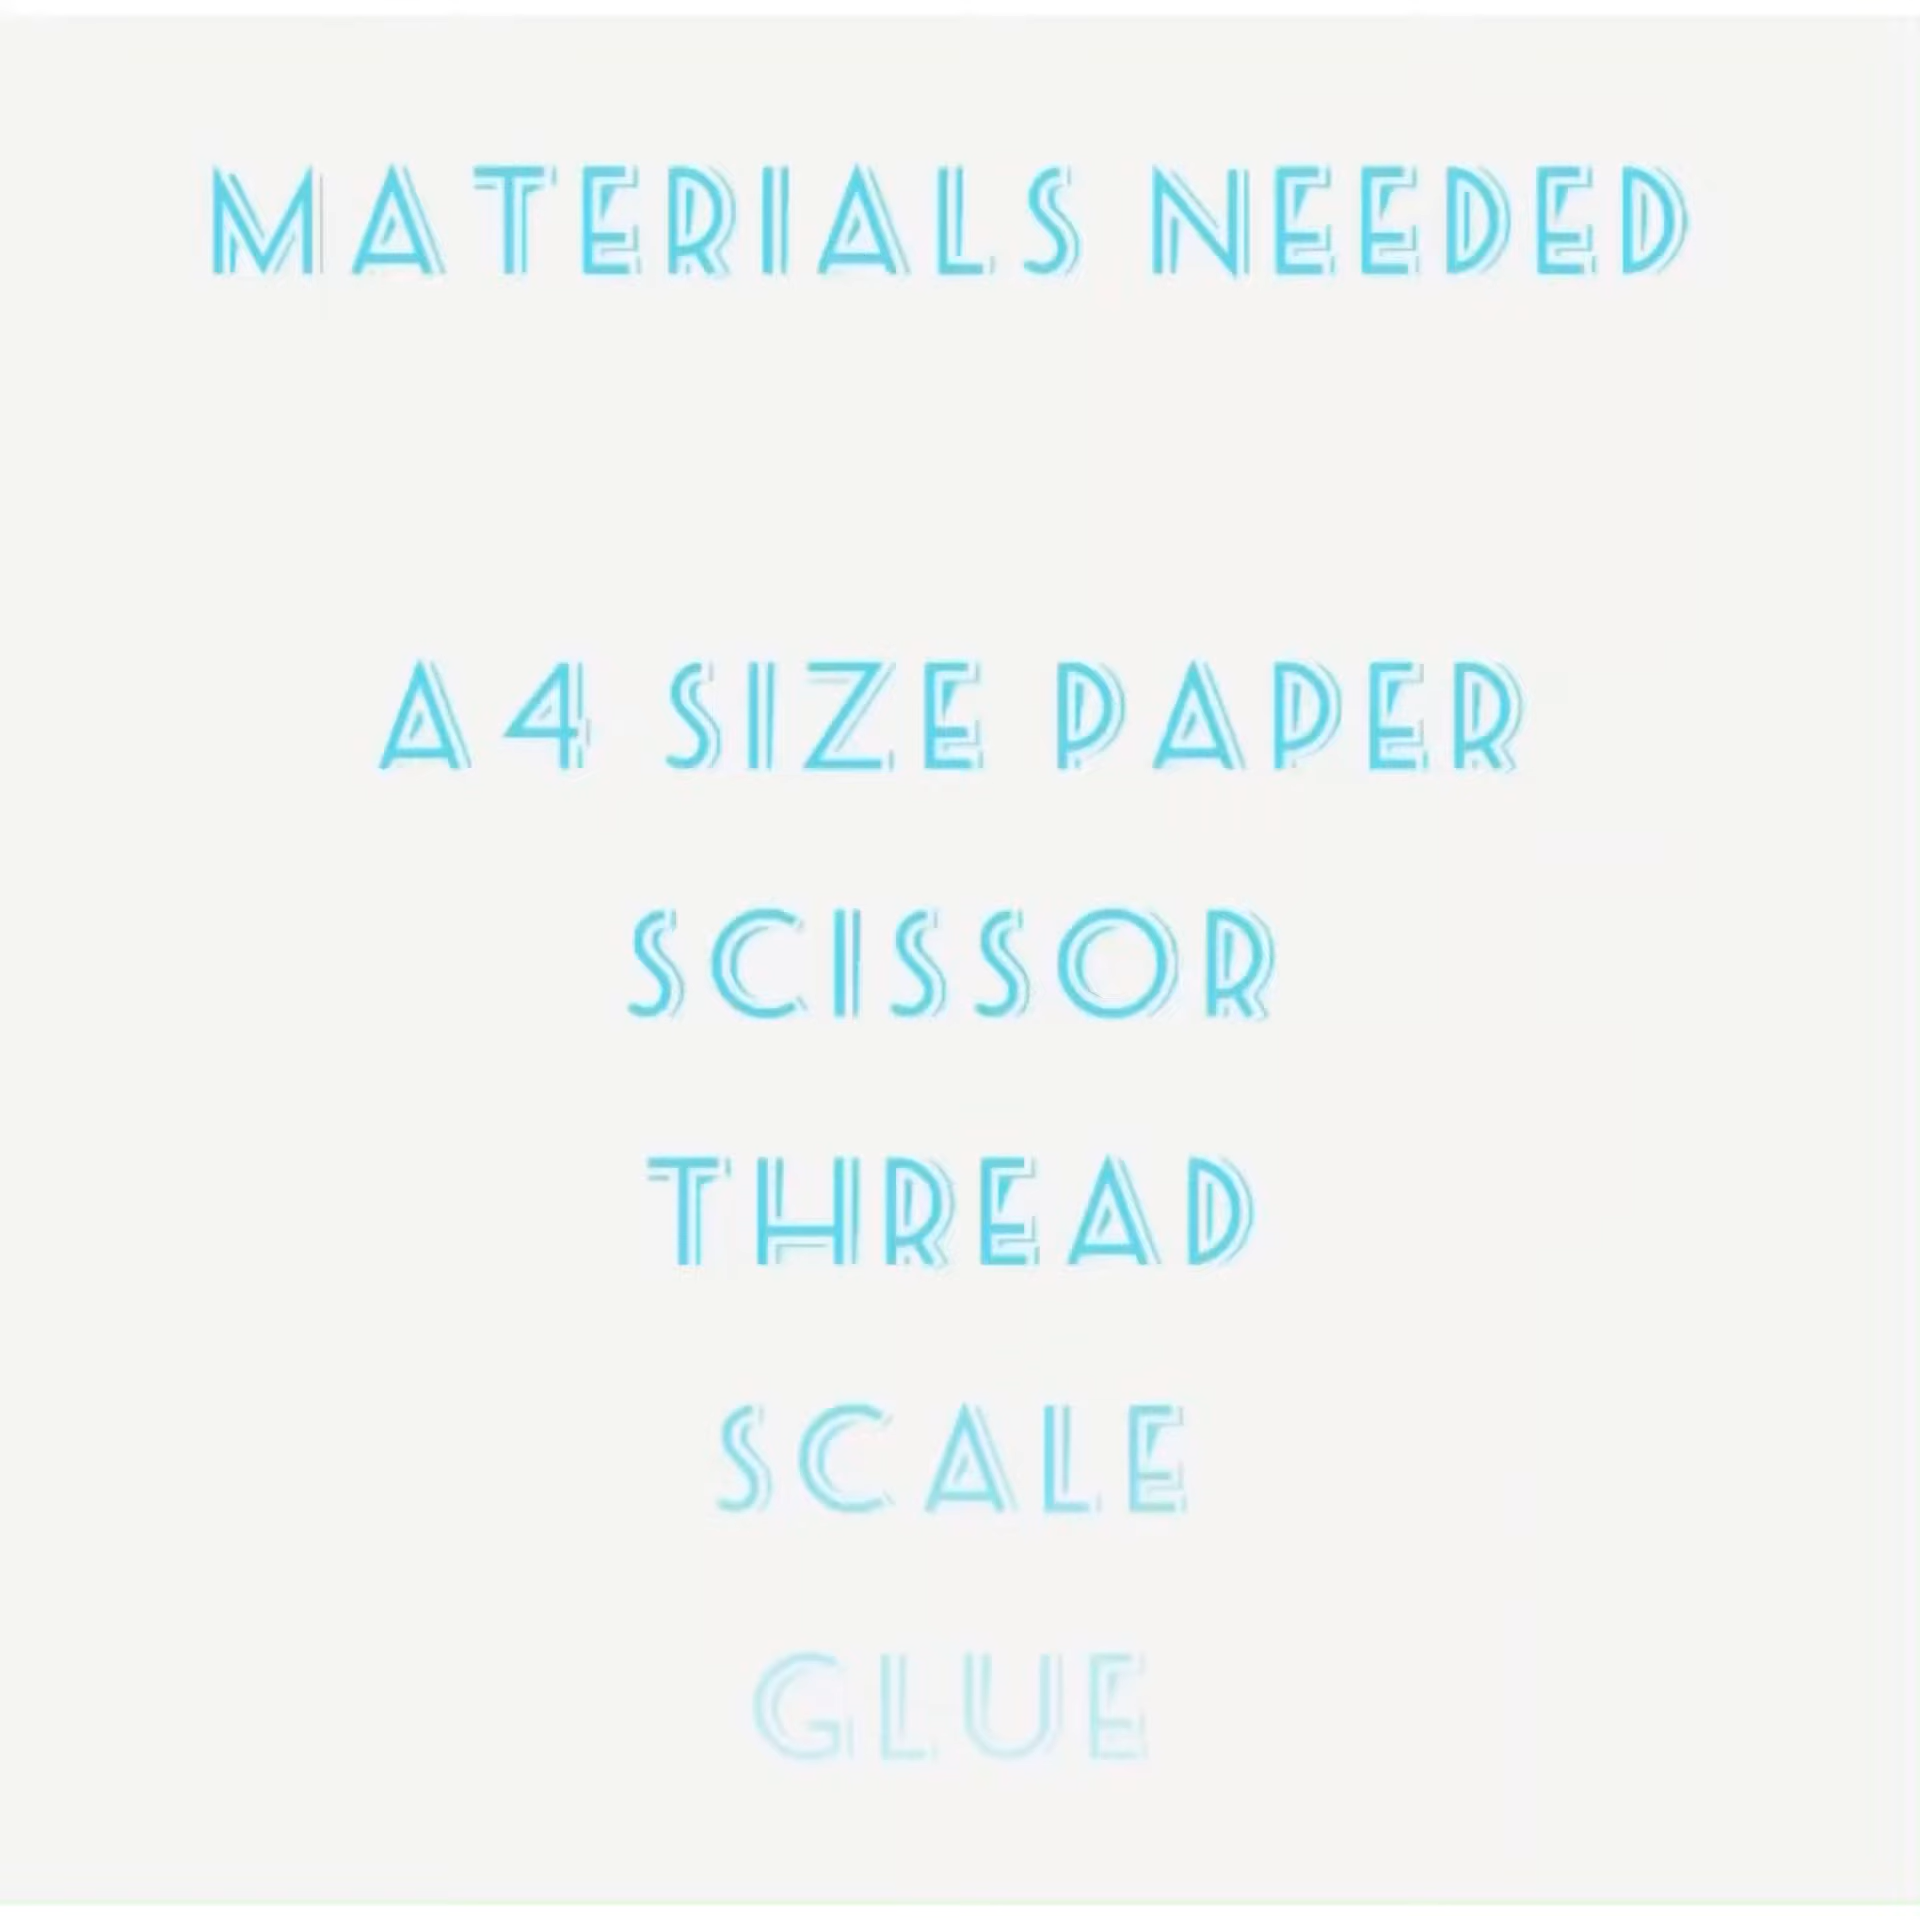 MATERIALS NEEDED
A4 SIZE PAPER
SCISSOR
THREAD
SCALE
GLUE